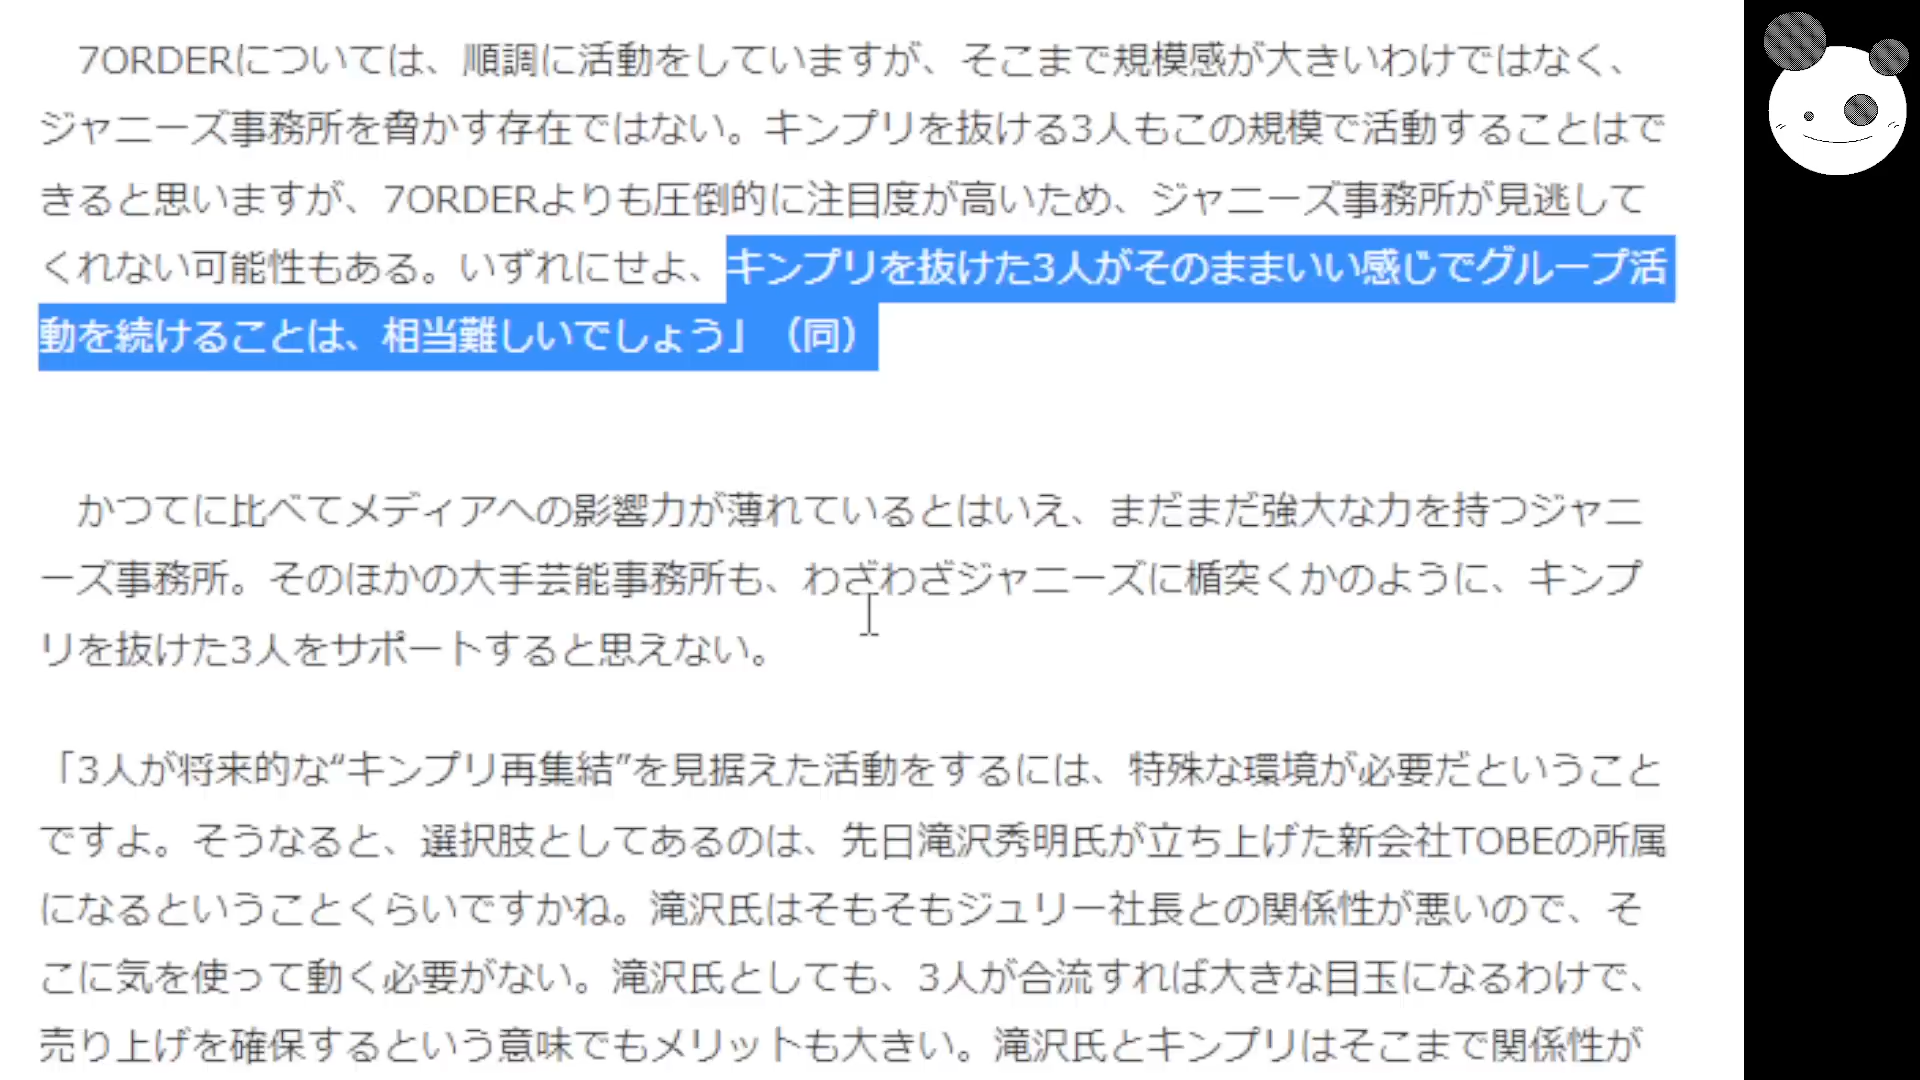 7ORDERについては、順調に活動をしていますが、そこまで規模感が大きいわけではなく、
ジャニーズ事務所を脅かす存在ではない。キンプリを抜ける3人もこの規模で活動することはで
きると思いますが、7ORDERよりも圧倒的に注目度が高いため、ジャニーズ事務所が見逃して
くれない可能性もある。いずれにせよ、キンプリを抜けた3人がそのままいい感じでグループ活
動を続けることは、相当難しいでしょう」（同）
かつてに比べてメディアへの影響力が薄れているとはいえ、まだまだ強大な力を持つジャニ
ーズ事務所。そのほかの大手芸能事務所も、わざわざジャニーズに楯突くかのように、キンプ
リを抜けた3人をサポートすると思えない。
「3人が将来的な“キンプリ再集結”を見据えた活動をするには、特殊な環境が必要だということ
ですよ。そうなると、選択肢としてあるのは、先日滝沢秀明氏が立ち上げた新会社TOBEの所属
になるということくらいですかね。滝沢氏はそもそもジュリー社長との関係性が悪いので、そ
こに気を使って動く必要がない。滝沢氏としても、3人が合流すれば大きな目玉になるわけで、
売り上げを確保するという意味でもメリットも大きい。滝沢氏とキンプリはそこまで関係性が